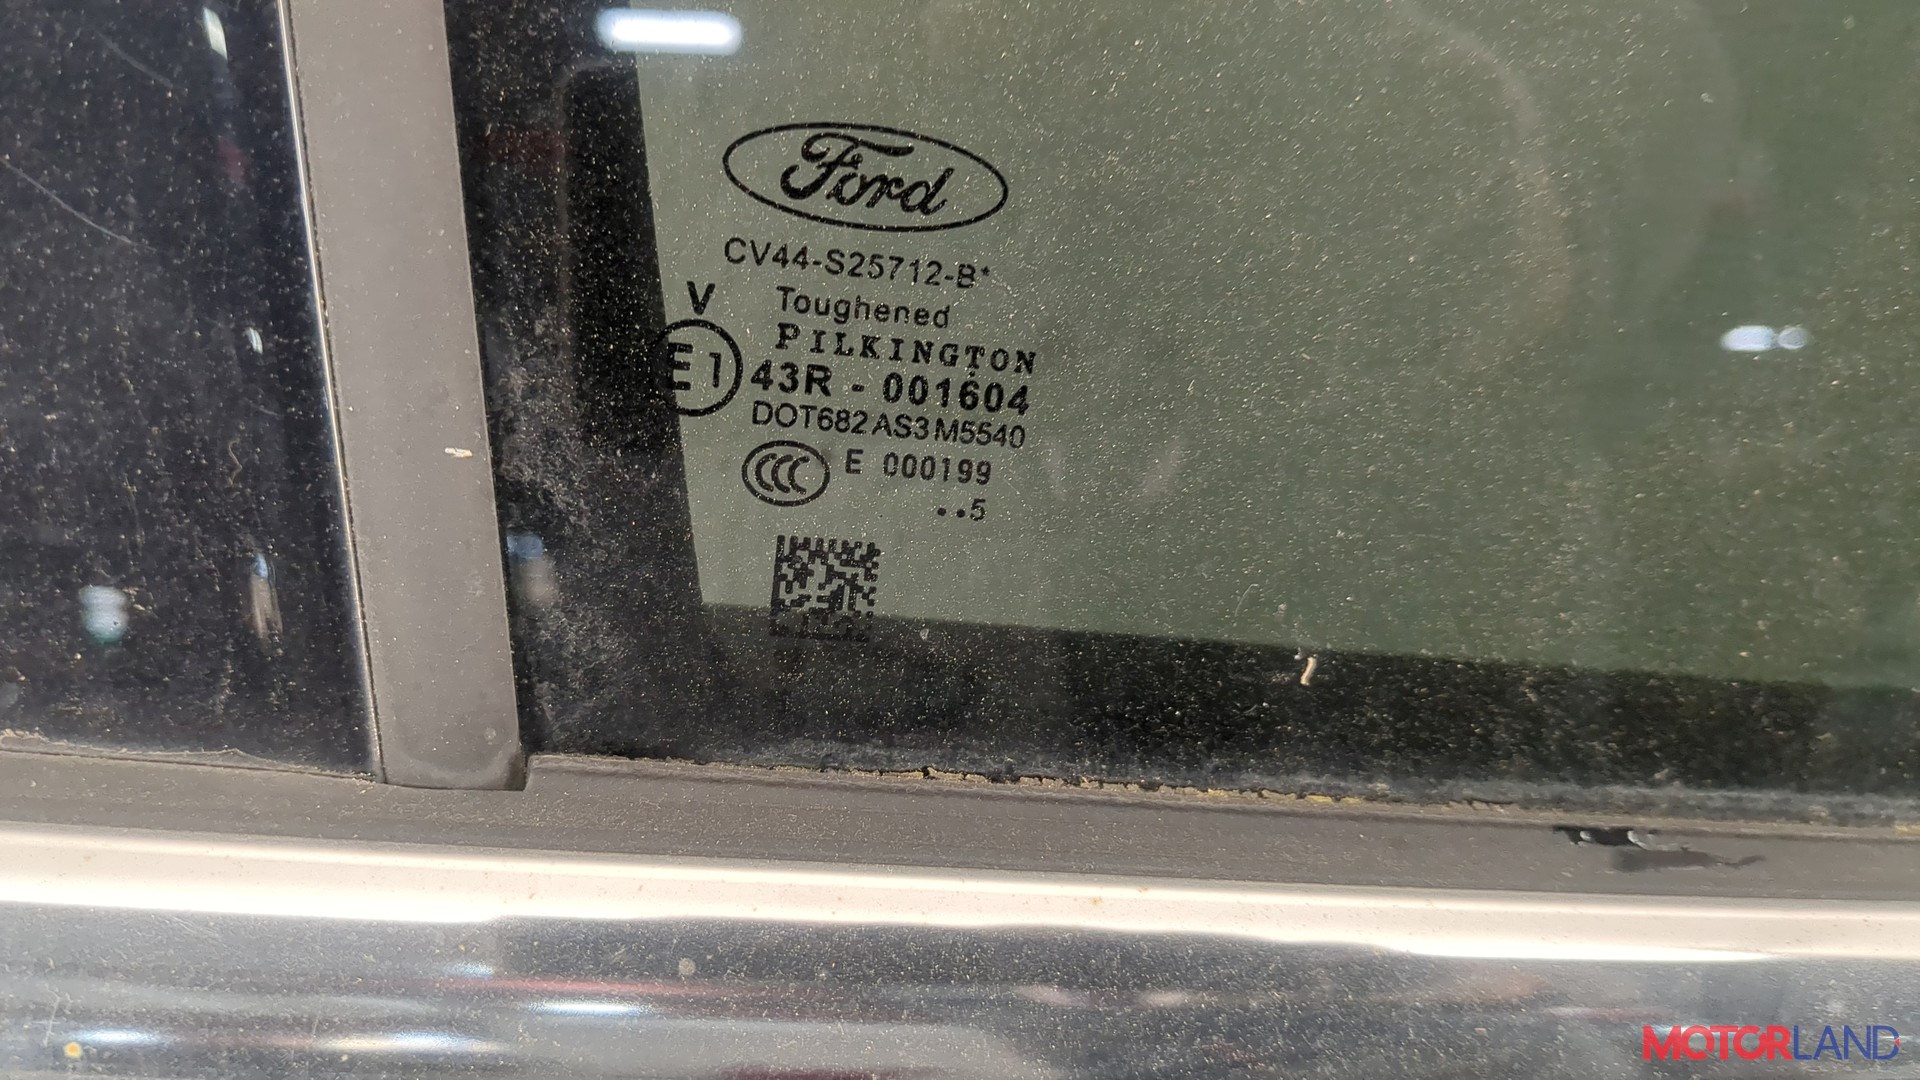 Ford
CV44-S25712-B*
Toughened
V
PILKINGTON
E1
43R - 001604
DOT682 AS3 M5540
CCC E 000199
..5
MOTORLAND